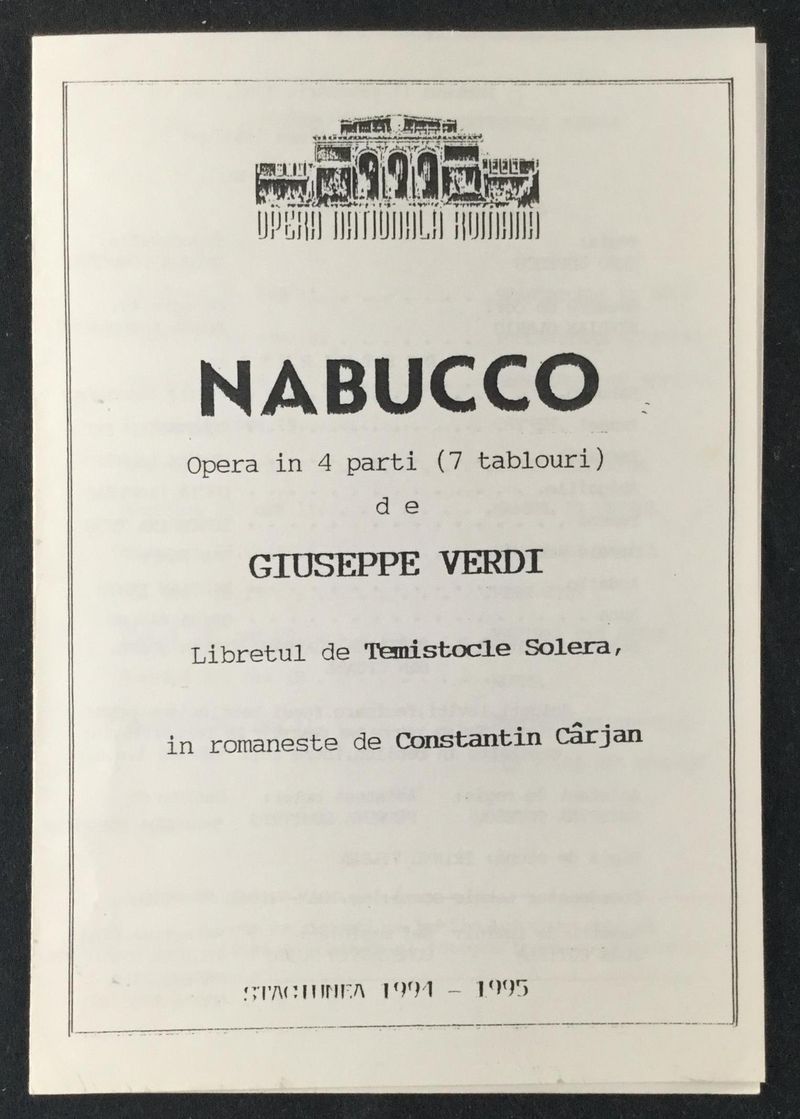 OPERA NATIONALA ROMANA
NABUCCO
Opera in 4 parti (7 tablouri)
de
GIUSEPPE VERDI
Libretul de Temistocle Solera,
in romaneste de Constantin Cârjan
STAGIUNEA 1994 - 1995